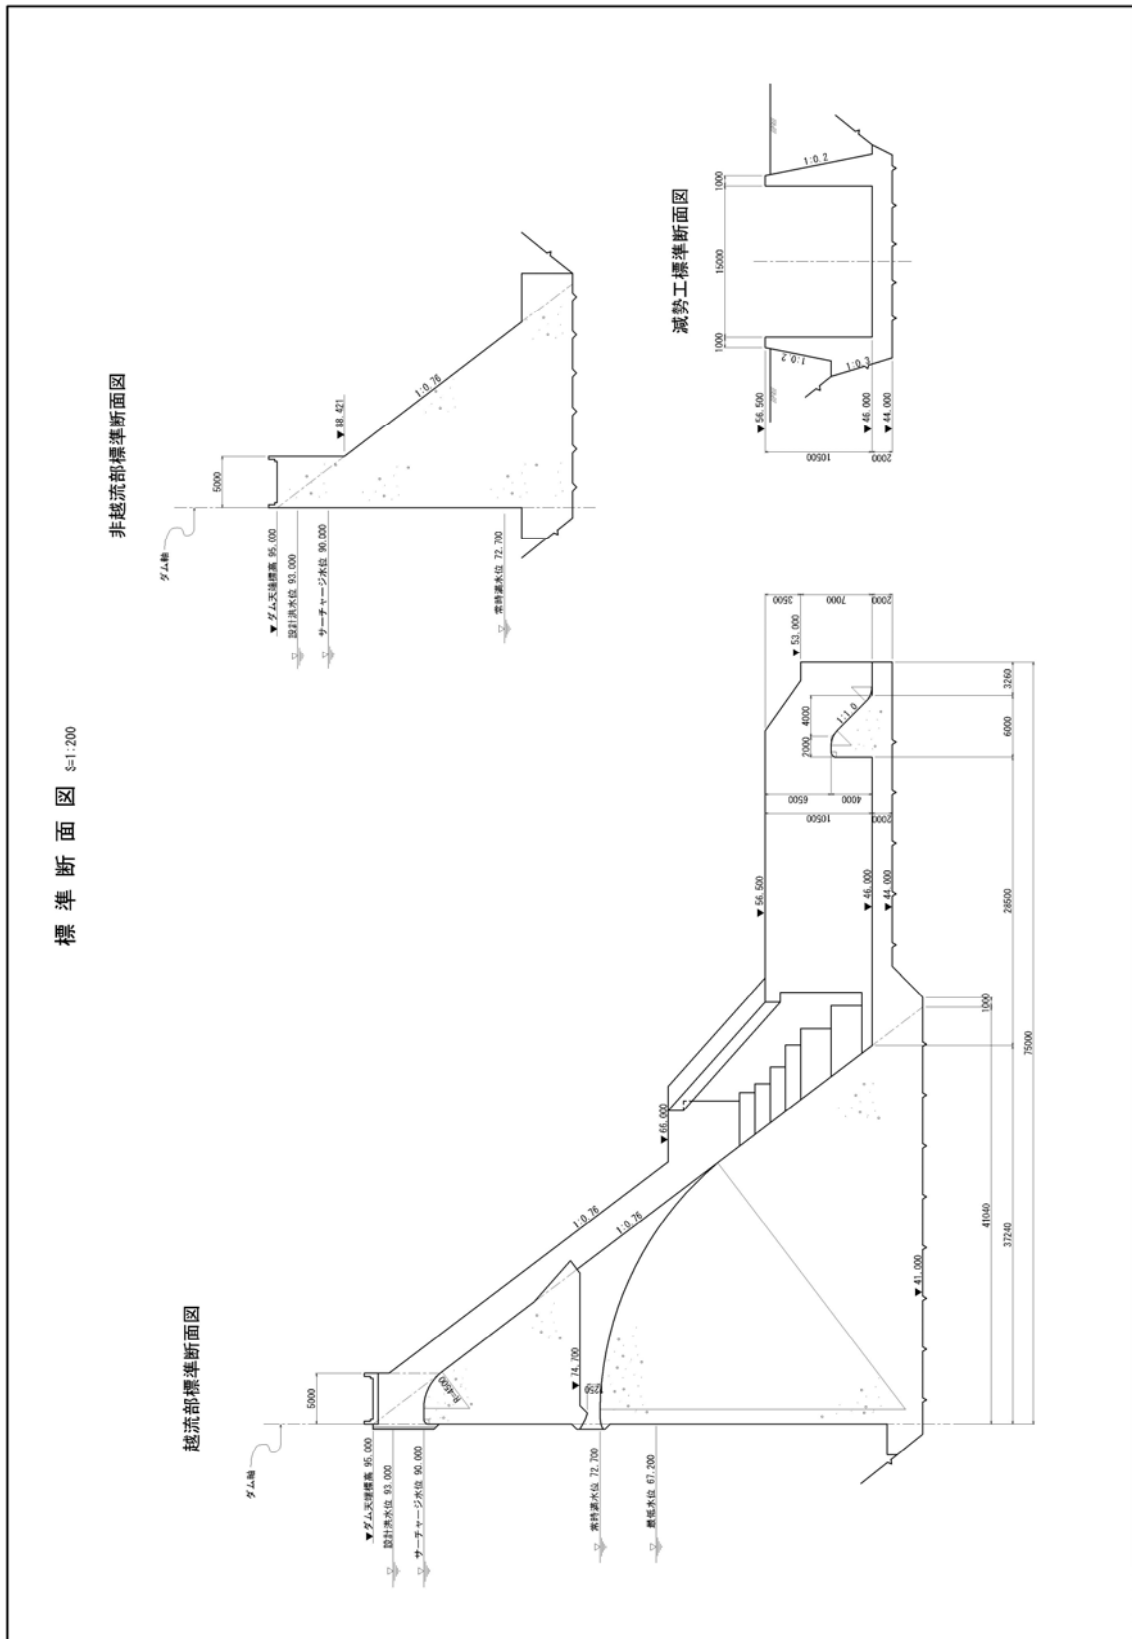 標準断面図 S=1:200
越流部標準断面図
ダム軸
5000
▼ダム天端標高 95.000
設計洪水位 93.000
サーチャージ水位 90.000
R=4500
▼74.700
1250
常時満水位 72.700
最低水位 67.200
1:0.76
1:0.76
▼66.000
▼56.500
▼46.000
▼44.000
▼41.000
▼53.000
3500
7000
2000
6500
4000
10500
2000
2000
4000
1:1.0
3260
6000
28500
1000
41040
37240
75000
非越流部標準断面図
ダム軸
5000
▼ダム天端標高 95.000
設計洪水位 93.000
サーチャージ水位 90.000
常時満水位 72.700
1:0.76
減勢工標準断面図
1000
15000
1000
1:0.2
1:0.2
1:0.3
▼56.500
▼46.000
▼44.000
10500
2000